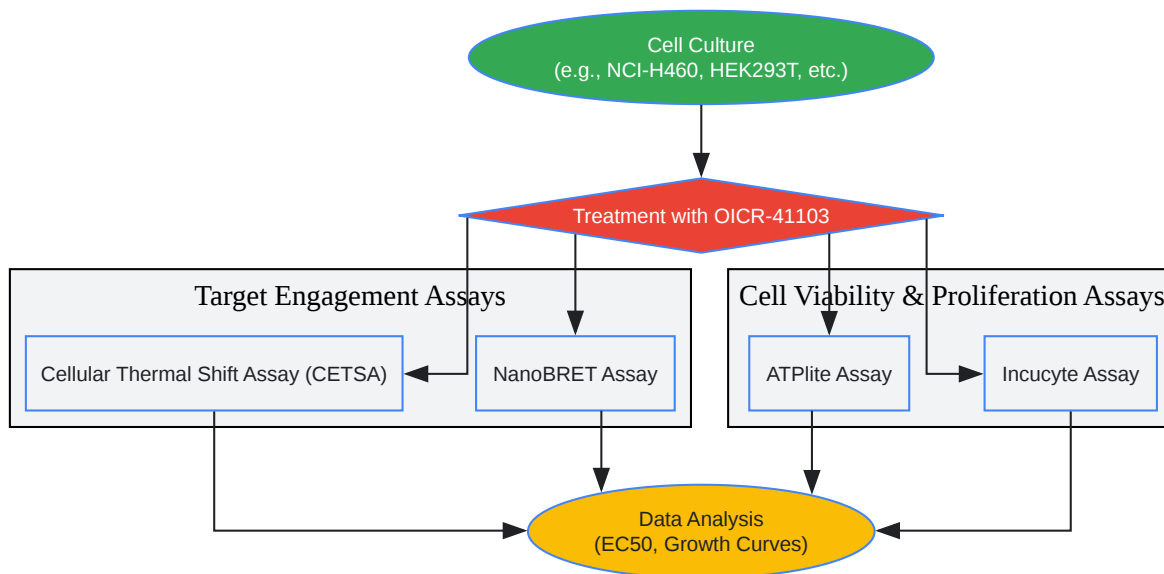 Cell Culture
(e.g., NCI-H460, HEK293T, etc.)
Treatment with OICR-41103
Target Engagement Assays
Cell Viability & Proliferation Assays
Cellular Thermal Shift Assay (CETSA)
NanoBRET Assay
ATPlite Assay
Incucyte Assay
Data Analysis
(EC50, Growth Curves)